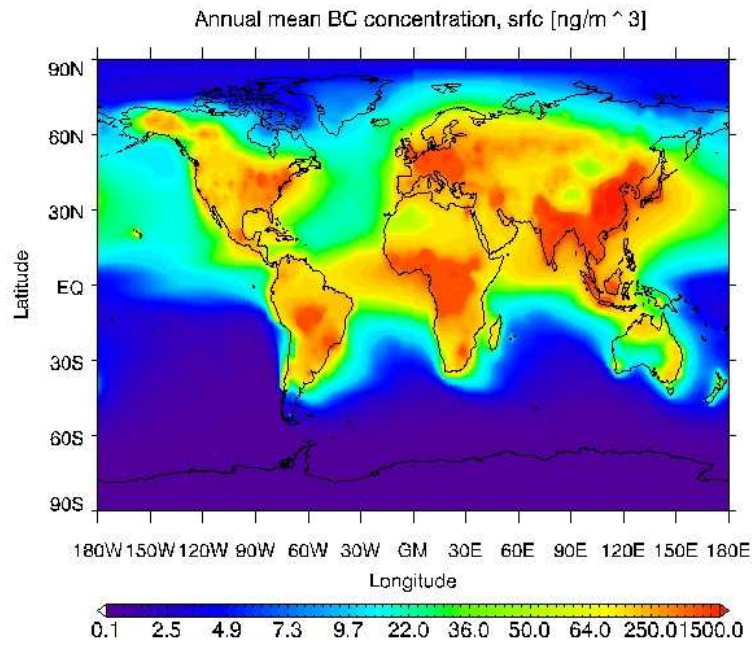 Annual mean BC concentration, srfc [ng/m ^ 3]
90N
60N
30N
EQ
30S
60S
90S
Latitude
180W 150W 120W 90W 60W 30W GM 30E 60E 90E 120E 150E 180E
Longitude
0.1 2.5 4.9 7.3 9.7 22.0 36.0 64.0 250.0 1500.0